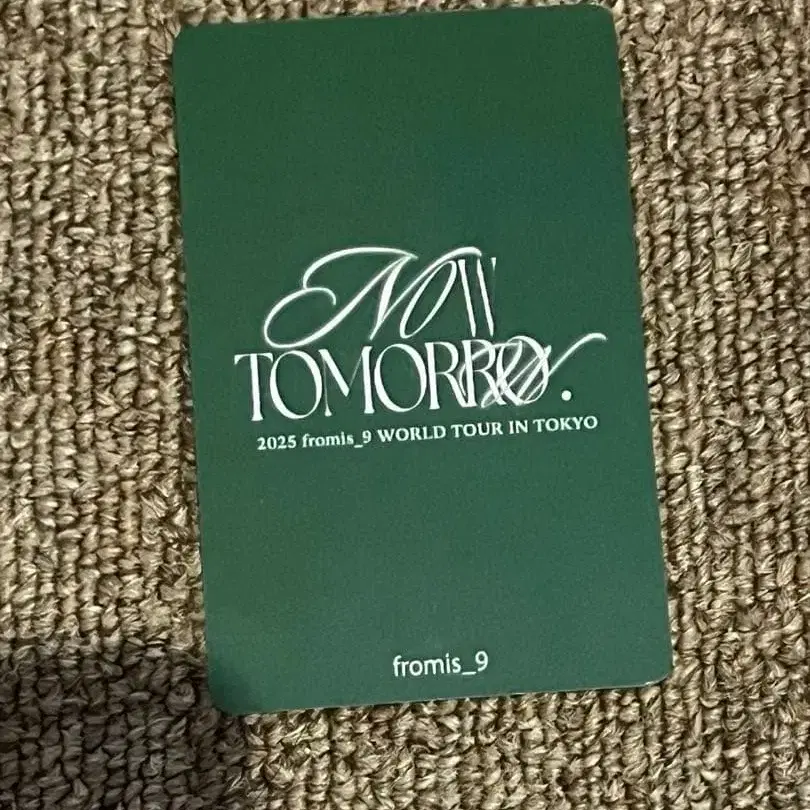 NOW
TOMORROW.
2025 fromis_9 WORLD TOUR IN TOKYO
fromis_9